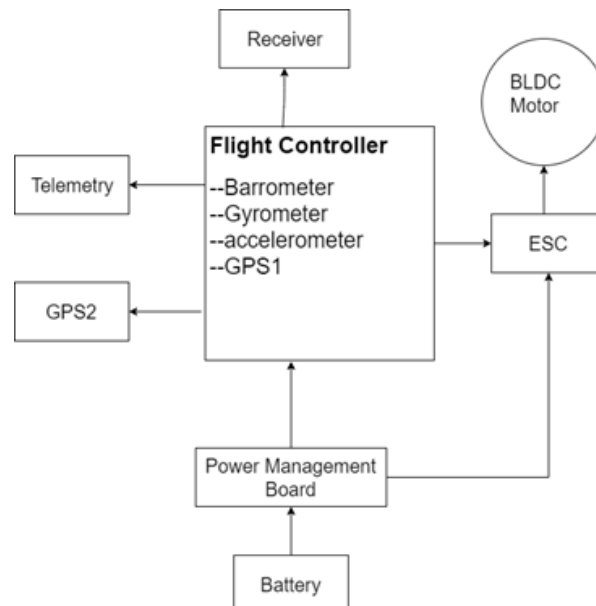 Receiver
BLDC
Motor
Flight Controller
--Barrometer
--Gyrometer
--accelerometer
--GPS1
Telemetry
ESC
GPS2
Power Management
Board
Battery